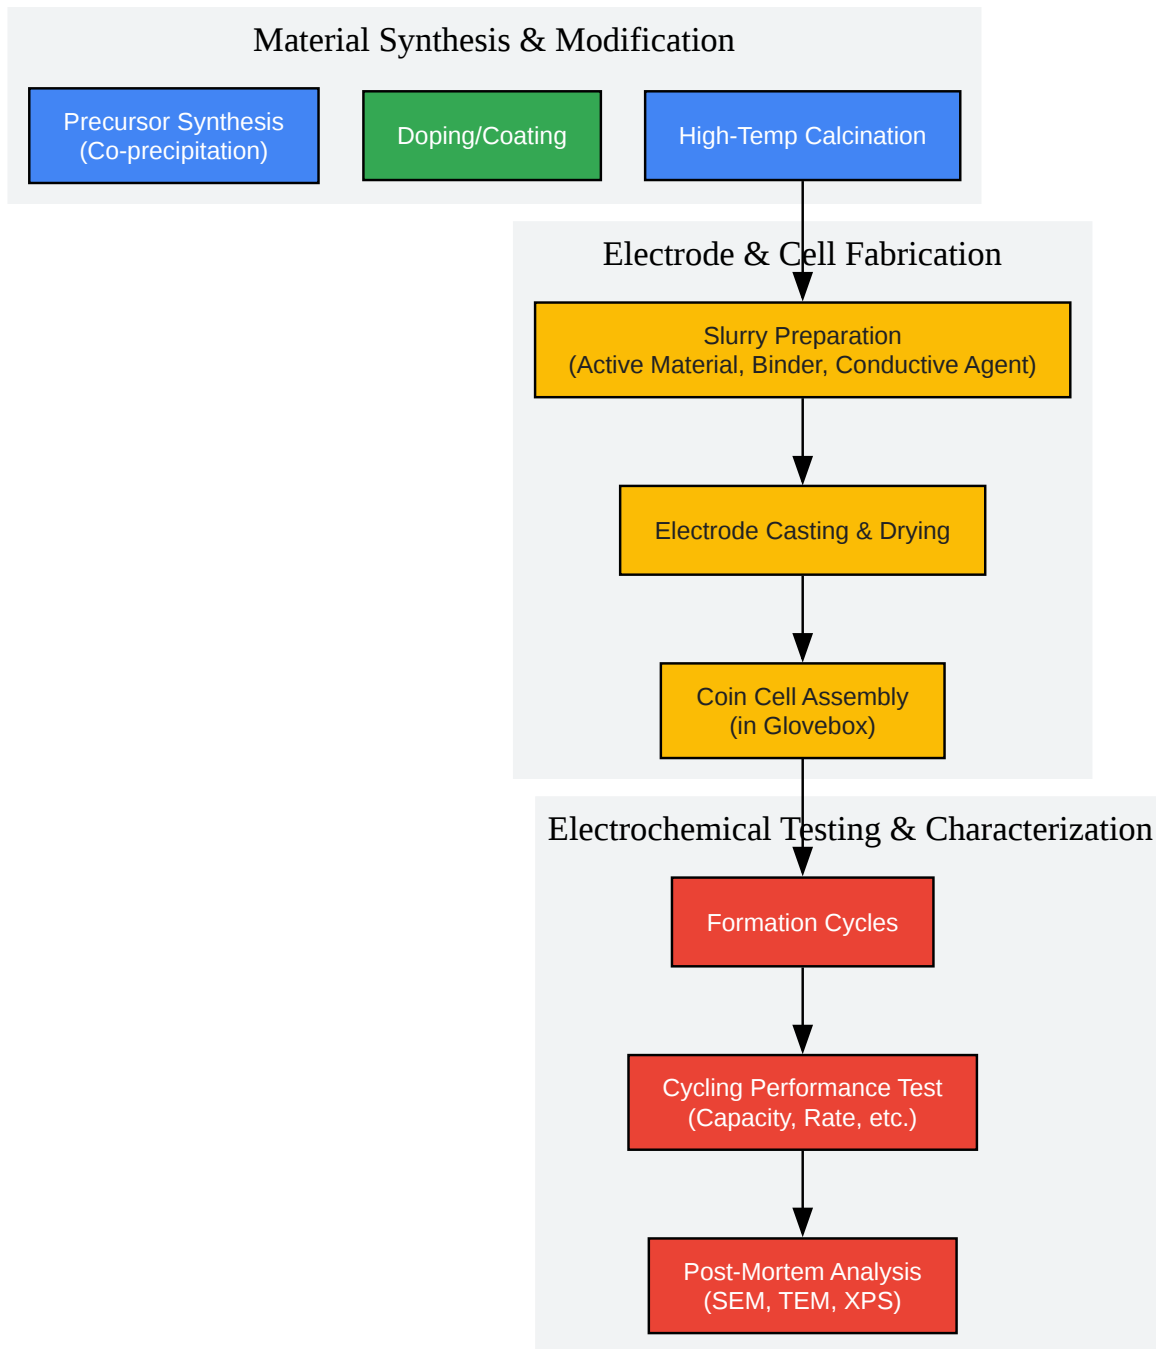 Material Synthesis & Modification
Precursor Synthesis
(Co-precipitation)
Doping/Coating
High-Temp Calcination
Electrode & Cell Fabrication
Slurry Preparation
(Active Material, Binder, Conductive Agent)
Electrode Casting & Drying
Coin Cell Assembly
(in Glovebox)
Electrochemical Testing & Characterization
Formation Cycles
Cycling Performance Test
(Capacity, Rate, etc.)
Post-Mortem Analysis
(SEM, TEM, XPS)